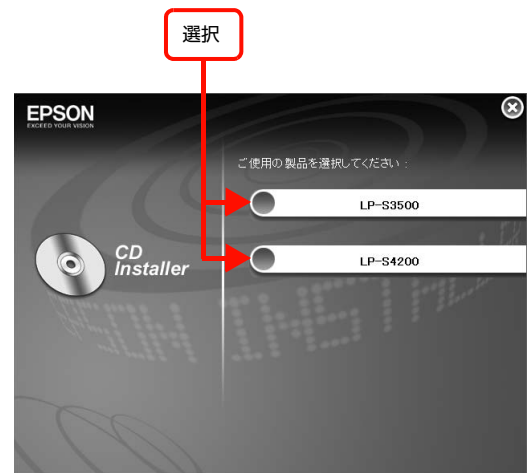 選択
EPSON
EXCEED YOUR VISION
ご使用の製品を選択してください :
LP-S3500
LP-S4200
CD
Installer